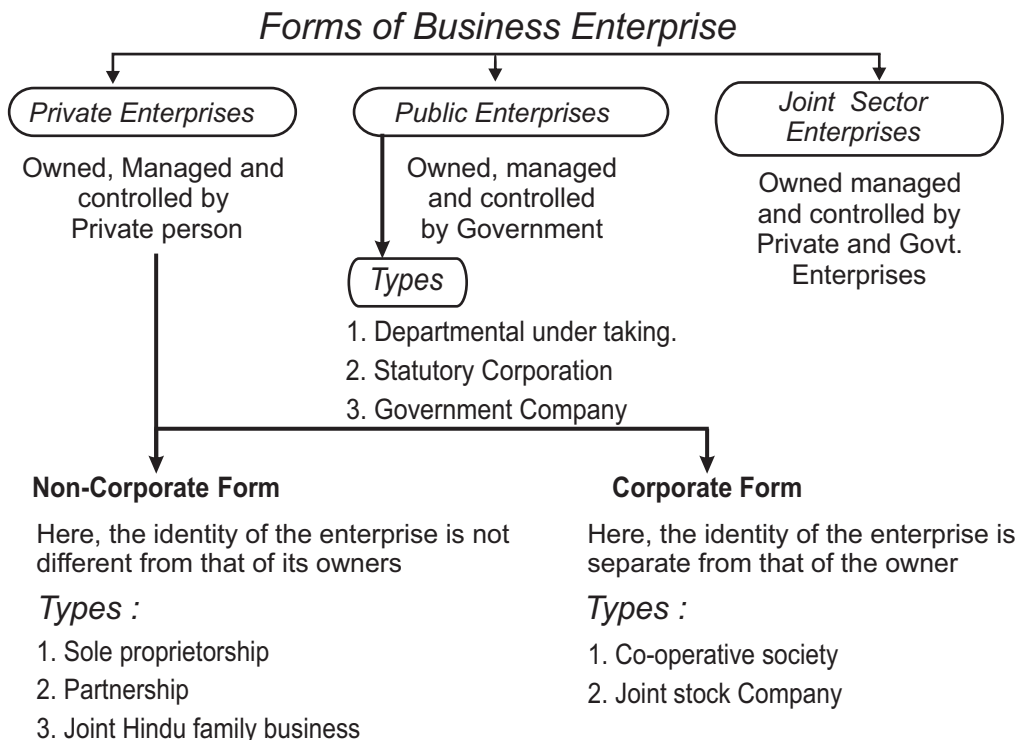 Forms of Business Enterprise
Private Enterprises
Owned, Managed and
controlled by
Private person
Public Enterprises
Owned, managed
and controlled
by Government
Types
1. Departmental under taking.
2. Statutory Corporation
3. Government Company
Joint Sector
Enterprises
Owned managed
and controlled by
Private and Govt.
Enterprises
Non-Corporate Form
Here, the identity of the enterprise is not
different from that of its owners
Types :
1. Sole proprietorship
2. Partnership
3. Joint Hindu family business
Corporate Form
Here, the identity of the enterprise is
separate from that of the owner
Types :
1. Co-operative society
2. Joint stock Company